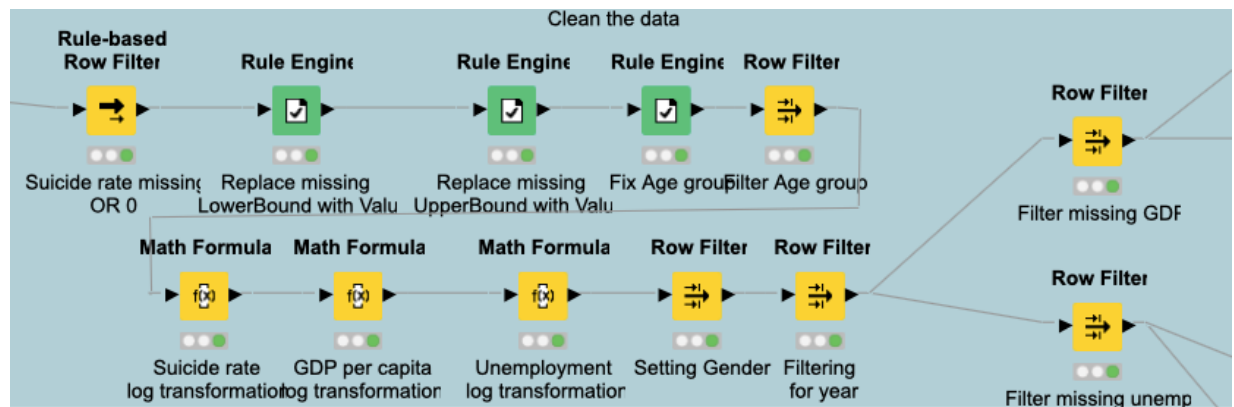 Clean the data
Rule-based
Row Filter
Rule Engine
Rule Engine
Rule Engine
Row Filter
Suicide rate missing
OR 0
Replace missing
LowerBound with Valu
Replace missing
UpperBound with Valu
Fix Age group
Filter Age group
Row Filter
Filter missing GDP
Math Formula
Math Formula
Math Formula
Row Filter
Row Filter
f(x)
f(x)
f(x)
Suicide rate
log transformation
GDP per capita
log transformation
Unemployment
log transformation
Setting Gender
Filtering
for year
Row Filter
Filter missing unemp